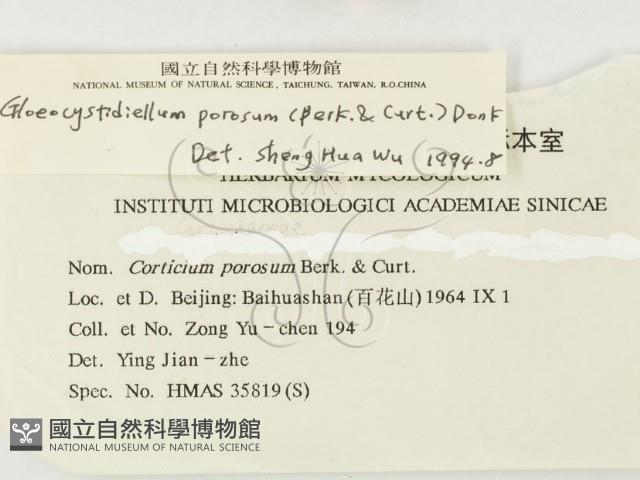 國立自然科學博物館
NATIONAL MUSEUM OF NATURAL SCIENCE, TAICHUNG, TAIWAN, R.O.CHINA
Gloeocystidiellum porosum (Berk. & Curt.) Donk
Det. Sheng Hua Wu 1994.8
本室
HERBARIUM MYCOLOGICUM
INSTITUTI MICROBIOLOGICI ACADEMIAE SINICAE
Nom. Corticium porosum Berk. & Curt.
Loc. et D. Beijing: Baihuashan (百花山) 1964 IX 1
Coll. et No. Zong Yu-chen 194
Det. Ying Jian-zhe
Spec. No. HMAS 35819 (S)
國立自然科學博物館
NATIONAL MUSEUM OF NATURAL SCIENCE